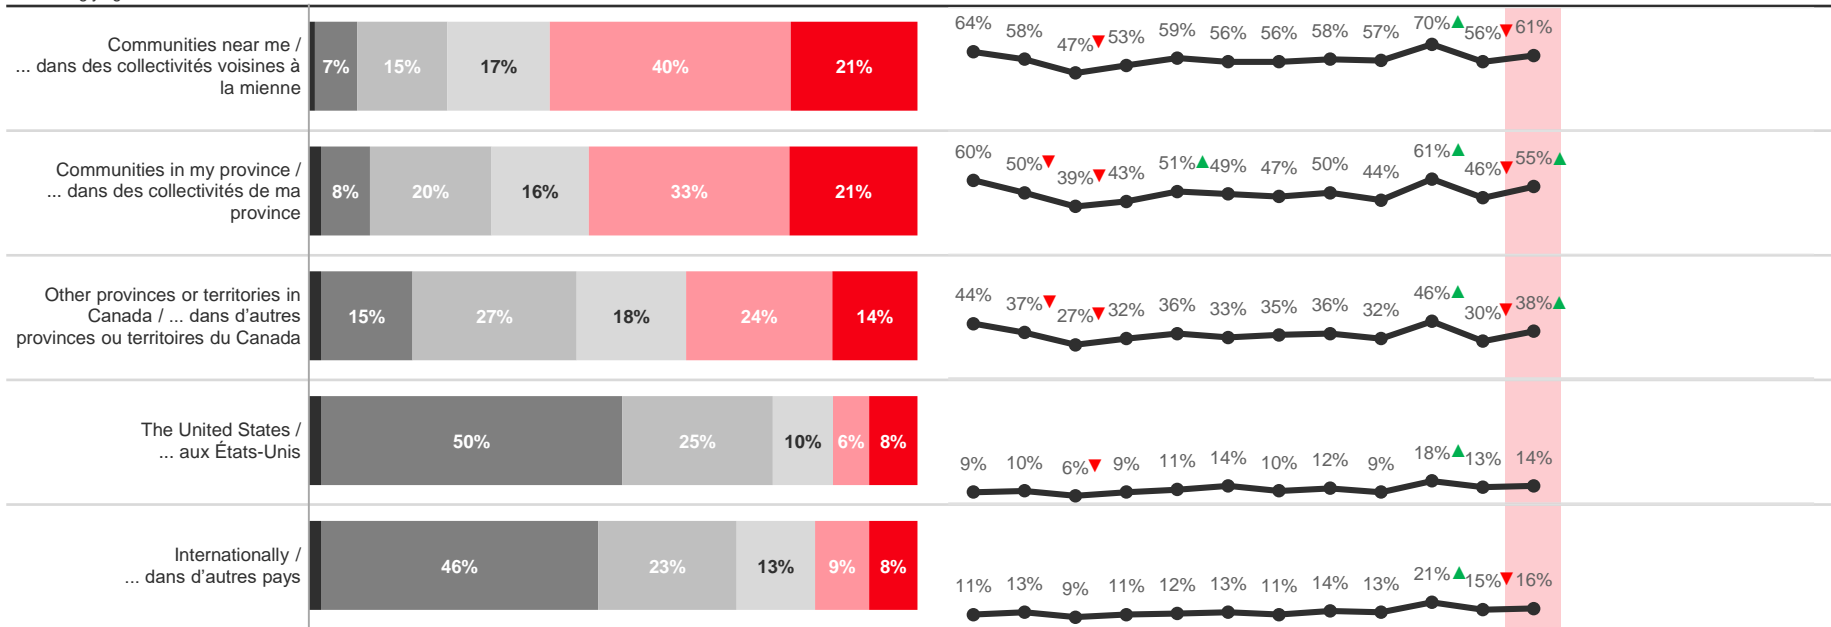 Communities near me /
... dans des collectivités voisines à
la mienne
7% 15% 17% 40% 21%
64% 58% 47% 53% 59% 56% 56% 58% 57% 70% 56% 61%
Communities in my province /
... dans des collectivités de ma
province
8% 20% 16% 33% 21%
60% 50% 39% 43% 51% 49% 47% 50% 44% 61% 46% 55%
Other provinces or territories in
Canada / ... dans d'autres
provinces ou territoires du Canada
15% 27% 18% 24% 14%
44% 37% 27% 32% 36% 33% 35% 36% 32% 46% 30% 38%
The United States /
... aux États-Unis
50% 25% 10% 6% 8%
9% 10% 6% 9% 11% 14% 10% 12% 9% 18% 13% 14%
Internationally /
... dans d'autres pays
46% 23% 13% 9% 8%
11% 13% 9% 11% 12% 13% 11% 14% 13% 21% 15% 16%